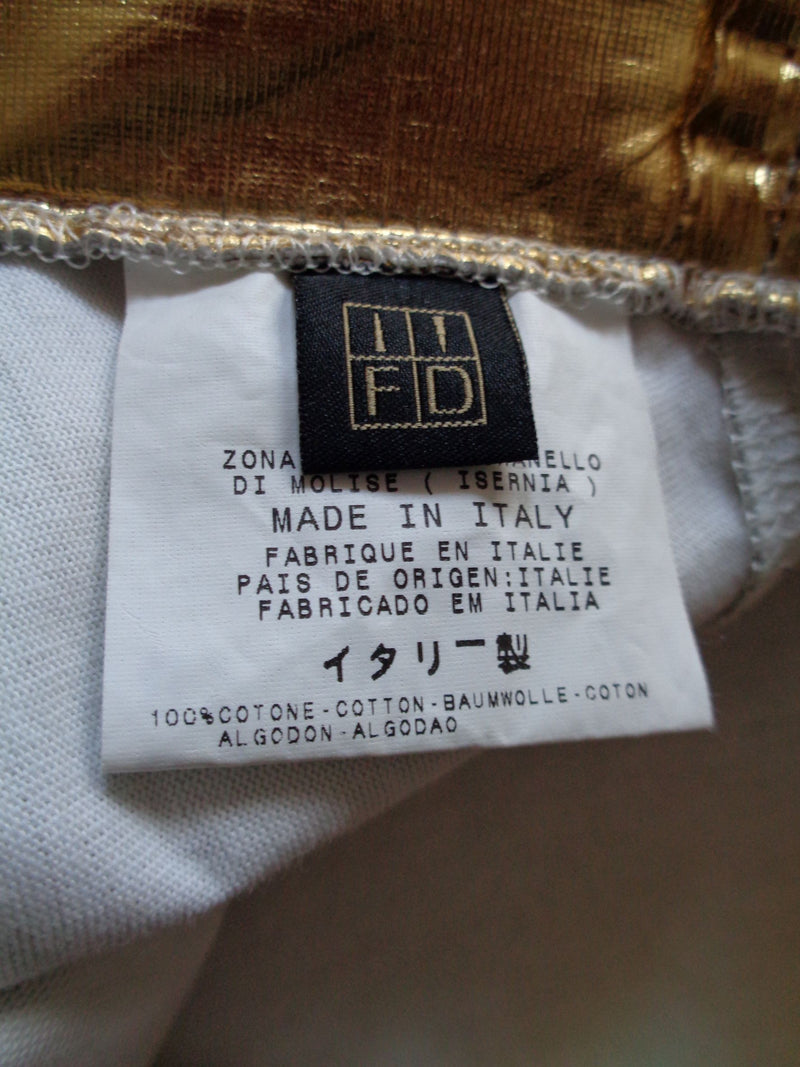 FD
ZONA
DI MOLISE ( ISERNIA )
MADE IN ITALY
FABRIQUE EN ITALIE
PAIS DE ORIGEN:ITALIE
FABRICADO EM ITALIA
イタリー製
100%COTONE-COTTON-BAUMWOLLE-COTON
ALGODON-ALGODAO